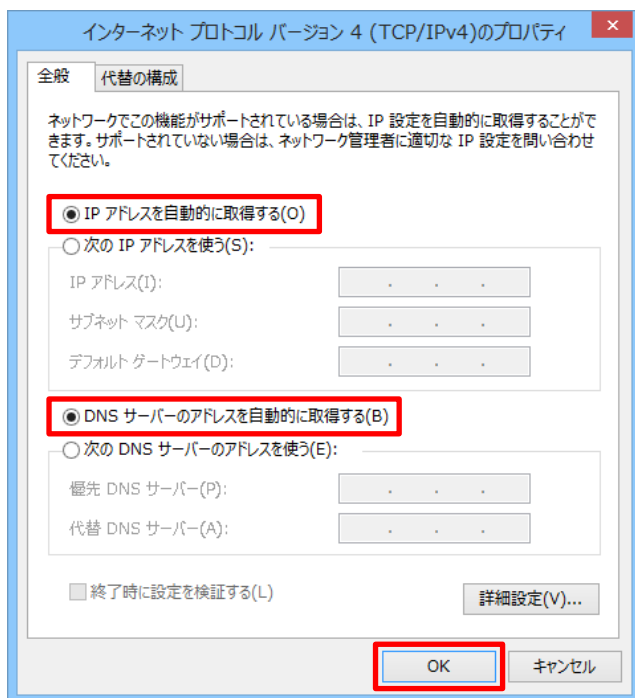 インターネット プロトコル バージョン 4 (TCP/IPv4)のプロパティ
全般
代替の構成
ネットワークでこの機能がサポートされている場合は、IP 設定を自動的に取得することがで
きます。サポートされていない場合は、ネットワーク管理者に適切な IP 設定を問い合わせ
てください。
IP アドレスを自動的に取得する(O)
次の IP アドレスを使う(S):
IP アドレス(I):
サブネット マスク(U):
デフォルト ゲートウェイ(D):
DNS サーバーのアドレスを自動的に取得する(B)
次の DNS サーバーのアドレスを使う(E):
優先 DNS サーバー(P):
代替 DNS サーバー(A):
終了時に設定を検証する(L)
詳細設定(V)...
OK
キャンセル